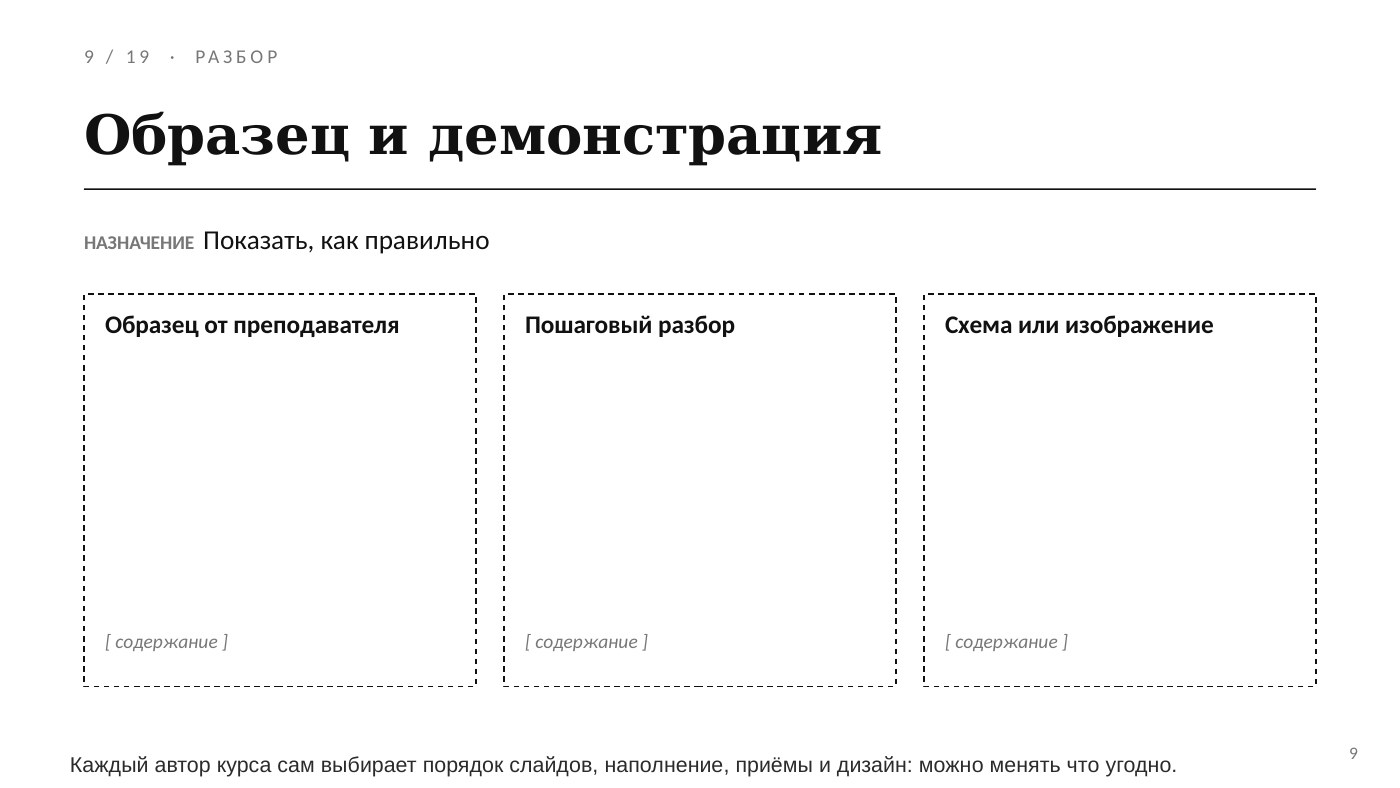 9 / 19 · РАЗБОР
Образец и демонстрация
НАЗНАЧЕНИЕ Показать, как правильно
Образец от преподавателя
[ содержание ]
Пошаговый разбор
[ содержание ]
Схема или изображение
[ содержание ]
Каждый автор курса сам выбирает порядок слайдов, наполнение, приёмы и дизайн: можно менять что угодно.
9